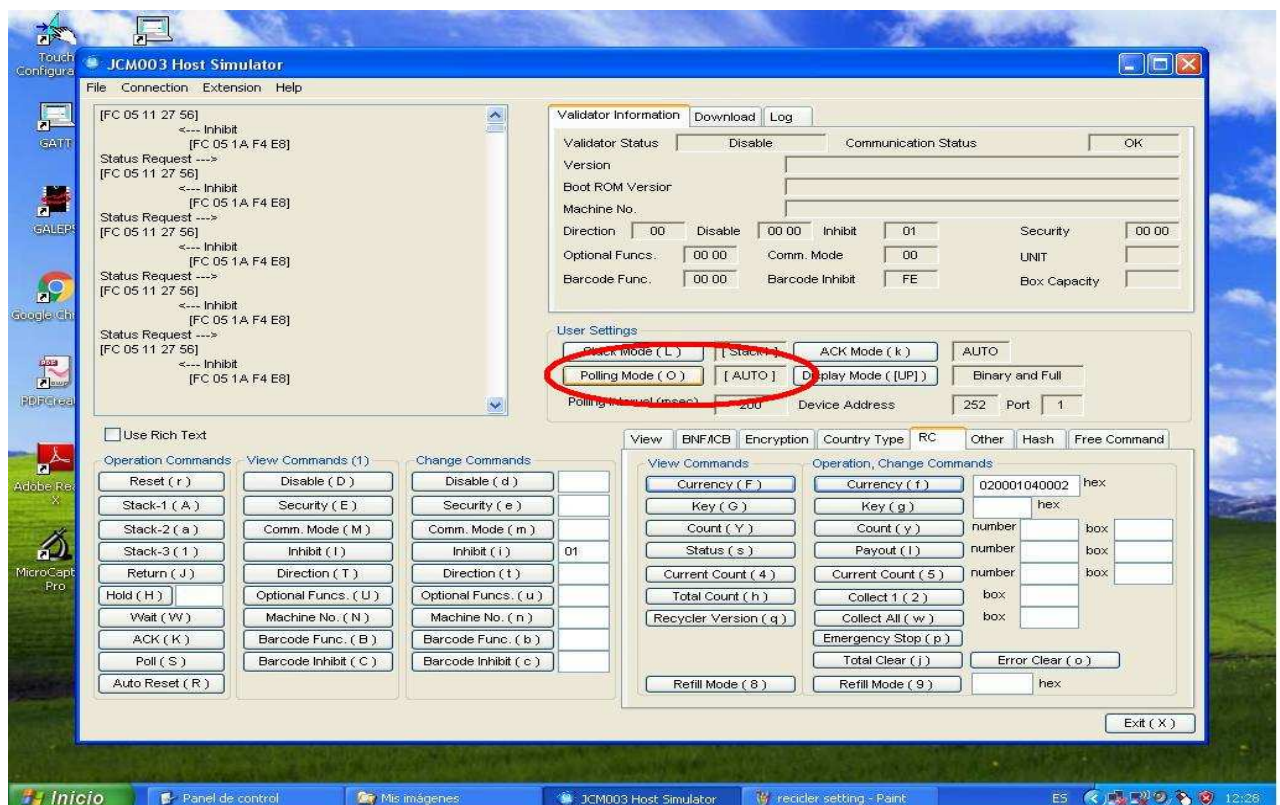 Touch
Configura
GATT
GALEP5
Google Ch
PDFCrea
Adobe Re
X
MicroCapt
Pro
JCM003 Host Simulator
File Connection Extension Help
[FC 05 11 27 56]
<--- Inhibit
[FC 05 1A F4 E8]
Status Request --->
[FC 05 11 27 56]
<--- Inhibit
[FC 05 1A F4 E8]
Status Request --->
[FC 05 11 27 56]
<--- Inhibit
[FC 05 1A F4 E8]
Status Request --->
[FC 05 11 27 56]
<--- Inhibit
[FC 05 1A F4 E8]
Status Request --->
[FC 05 11 27 56]
<--- Inhibit
[FC 05 1A F4 E8]
Validator Information Download Log
Validator Status Disable Communication Status OK
Version
Boot ROM Version
Machine No.
Direction 00 Disable 00 00 Inhibit 01 Security 00 00
Optional Funcs. 00 00 Comm. Mode 00 UNIT
Barcode Func. 00 00 Barcode Inhibit FE Box Capacity
User Settings
Stack Mode ( L ) [ Stack1 ] ACK Mode ( k ) AUTO
Polling Mode ( O ) [ AUTO ] Display Mode ( [UP] ) Binary and Full
Polling Interval (msec) 200 Device Address 252 Port 1
Use Rich Text
Operation Commands View Commands (1) Change Commands
Reset ( r ) Disable ( D ) Disable ( d )
Stack-1 ( A ) Security ( E ) Security ( e )
Stack-2 ( a ) Comm. Mode ( M ) Comm. Mode ( m )
Stack-3 ( 1 ) Inhibit ( I ) Inhibit ( i ) 01
Return ( J ) Direction ( T ) Direction ( t )
Hold ( H ) Optional Funcs. ( U ) Optional Funcs. ( u )
Wait ( W ) Machine No. ( N ) Machine No. ( n )
ACK ( K ) Barcode Func. ( B ) Barcode Func. ( b )
Poll ( S ) Barcode Inhibit ( C ) Barcode Inhibit ( c )
Auto Reset ( R )
View BNF/ICB Encryption Country Type RC Other Hash Free Command
View Commands Operation, Change Commands
Currency ( F ) Currency ( f ) 020001040002 hex
Key ( G ) Key ( g ) hex
Count ( Y ) Count ( y ) number box
Status ( s ) Payout ( l ) number box
Current Count ( 4 ) Current Count ( 5 ) number box
Total Count ( h ) Collect 1 ( 2 ) box
Recycler Version ( q ) Collect All ( w ) box
Emergency Stop ( p )
Total Clear ( j ) Error Clear ( o )
Refill Mode ( 8 ) Refill Mode ( 9 ) hex
Exit ( X )
Inicio Panel de control Mis imágenes JCM003 Host Simulator recicler setting - Paint ES 12:28